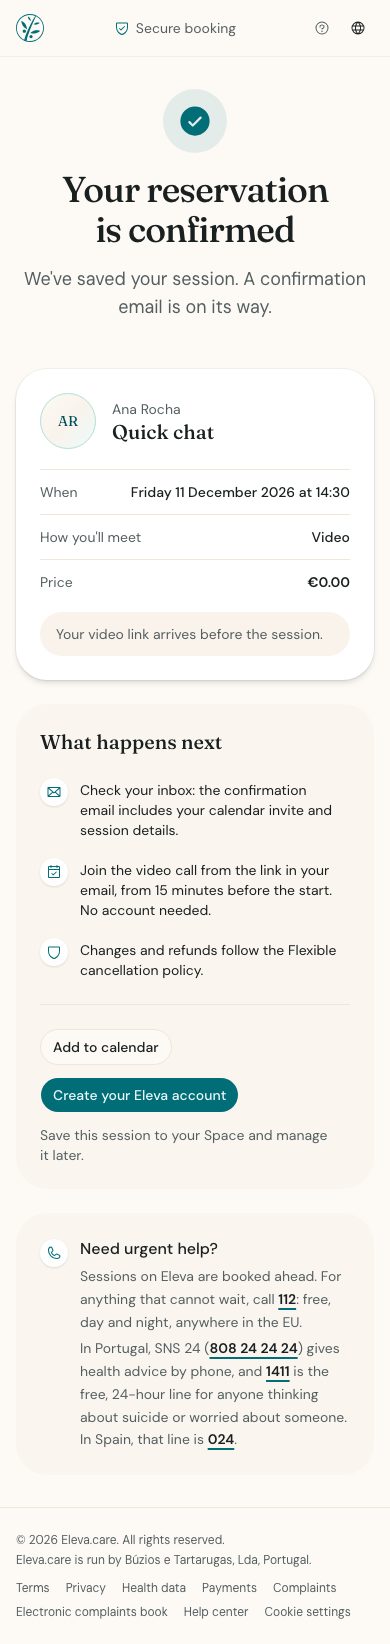 Secure booking
Your reservation
is confirmed
We've saved your session. A confirmation
email is on its way.
AR
Ana Rocha
Quick chat
When
Friday 11 December 2026 at 14:30
How you'll meet
Video
Price
€0.00
Your video link arrives before the session.
What happens next
Check your inbox: the confirmation
email includes your calendar invite and
session details.
Join the video call from the link in your
email, from 15 minutes before the start.
No account needed.
Changes and refunds follow the Flexible
cancellation policy.
Add to calendar
Create your Eleva account
Save this session to your Space and manage
it later.
Need urgent help?
Sessions on Eleva are booked ahead. For
anything that cannot wait, call 112: free,
day and night, anywhere in the EU.
In Portugal, SNS 24 (808 24 24 24) gives
health advice by phone, and 1411 is the
free, 24-hour line for anyone thinking
about suicide or worried about someone.
In Spain, that line is 024.
© 2026 Eleva.care. All rights reserved.
Eleva.care is run by Búzios e Tartarugas, Lda, Portugal.
Terms Privacy Health data Payments Complaints
Electronic complaints book Help center Cookie settings